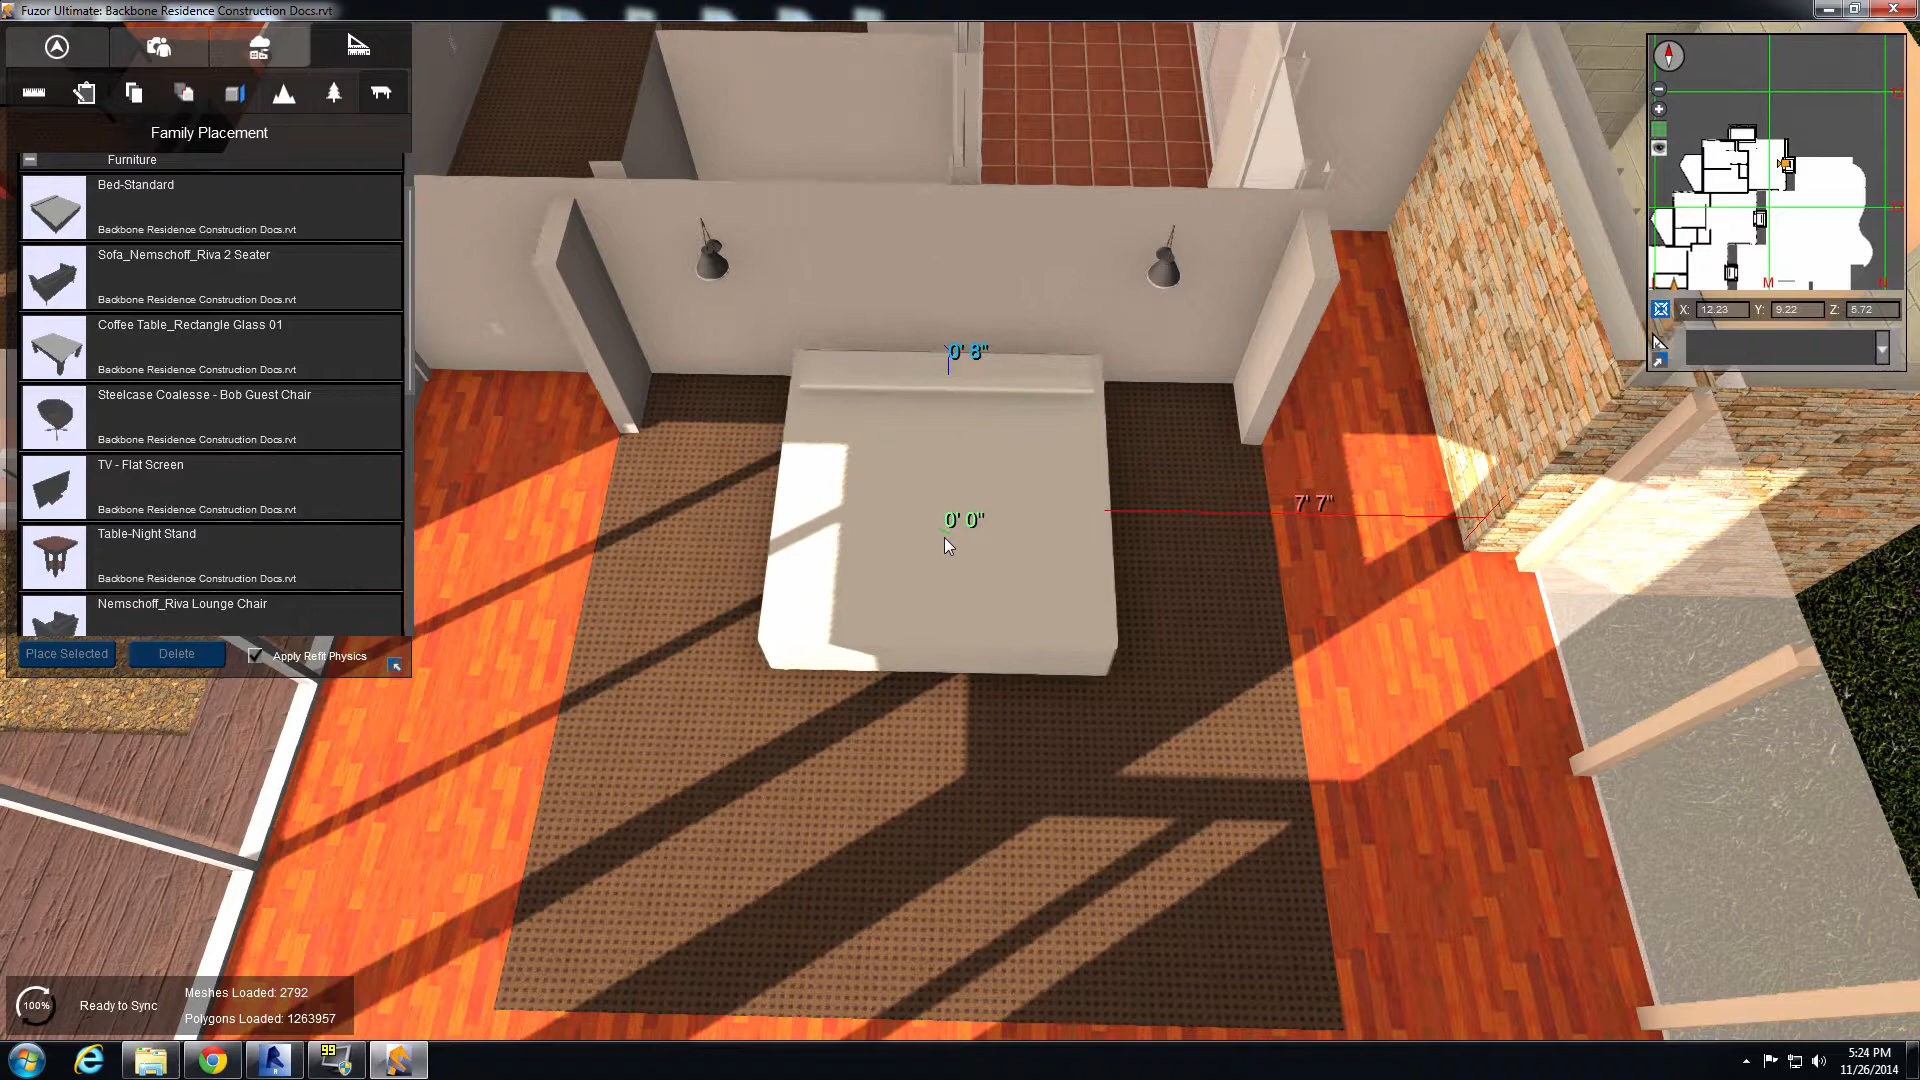 Fuzor Ultimate: Backbone Residence Construction Docs.rvt
Family Placement
Furniture
Bed-Standard
Backbone Residence Construction Docs.rvt
Sofa_Nemschoff_Riva 2 Seater
Backbone Residence Construction Docs.rvt
Coffee Table_Rectangle Glass 01
Backbone Residence Construction Docs.rvt
Steelcase Coalesse - Bob Guest Chair
Backbone Residence Construction Docs.rvt
TV - Flat Screen
Backbone Residence Construction Docs.rvt
Table-Night Stand
Backbone Residence Construction Docs.rvt
Nemschoff_Riva Lounge Chair
Place Selected
Delete
Apply Refit Physics
0' 8"
0' 0"
7' 7"
M
X: 12.23 Y: 9.22 Z: 5.72
100%
Ready to Sync
Meshes Loaded: 2792
Polygons Loaded: 1263957
99
5:24 PM
11/26/2014